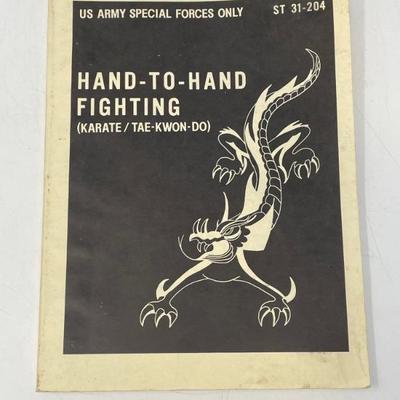 US ARMY SPECIAL FORCES ONLY ST 31-204
HAND-TO-HAND
FIGHTING
(KARATE/TAE-KWON-DO)